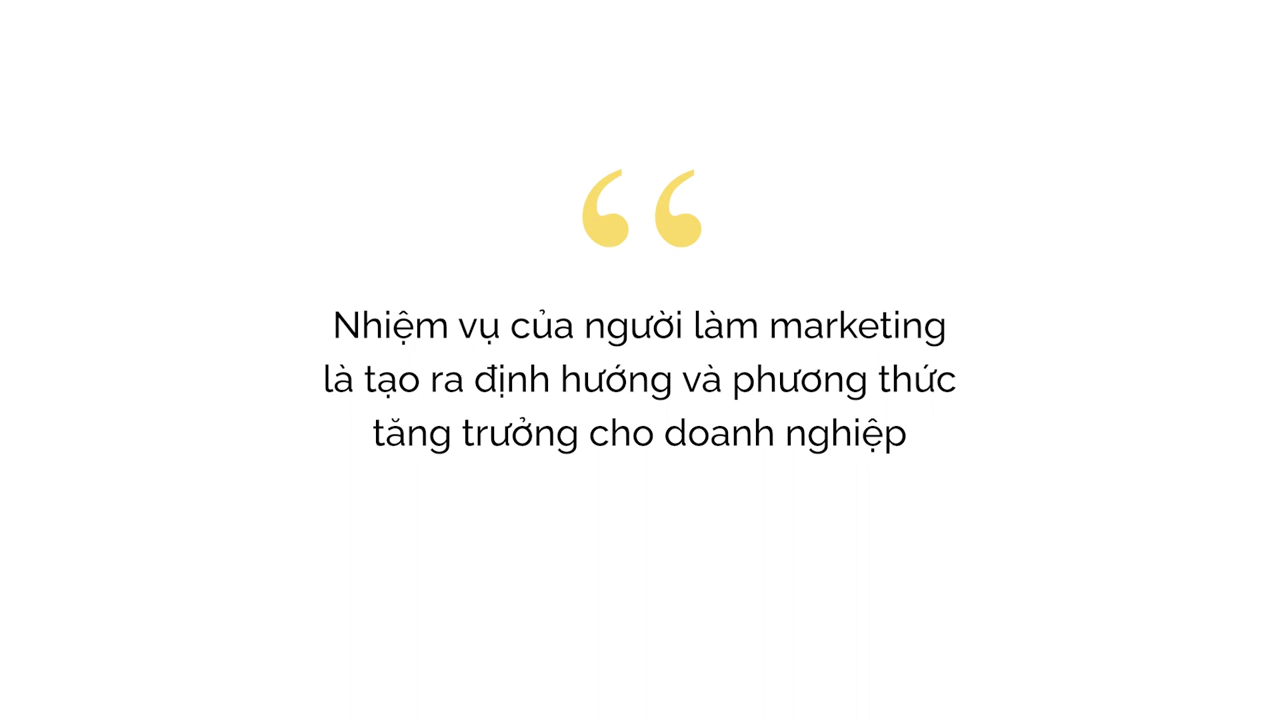 Nhiệm vụ của người làm marketing
là tạo ra định hướng và phương thức
tăng trưởng cho doanh nghiệp